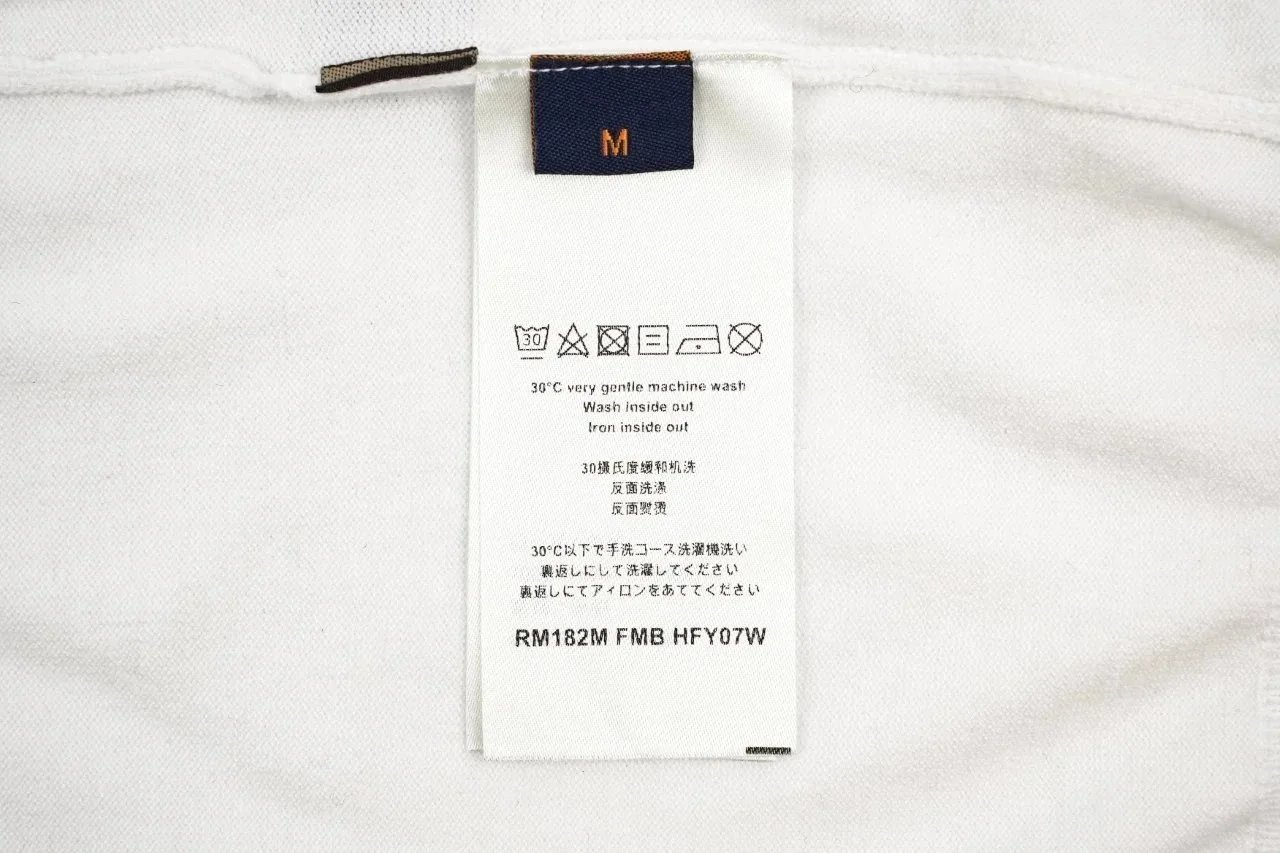 M
30
30°C very gentle machine wash
Wash inside out
Iron inside out
30摄氏度缓和机洗
反面洗涤
反面熨烫
30°C以下で手洗コース洗濯機洗い
裏返しにして洗濯してください
裏返しにてアイロンをあててください
RM182M FMB HFY07W